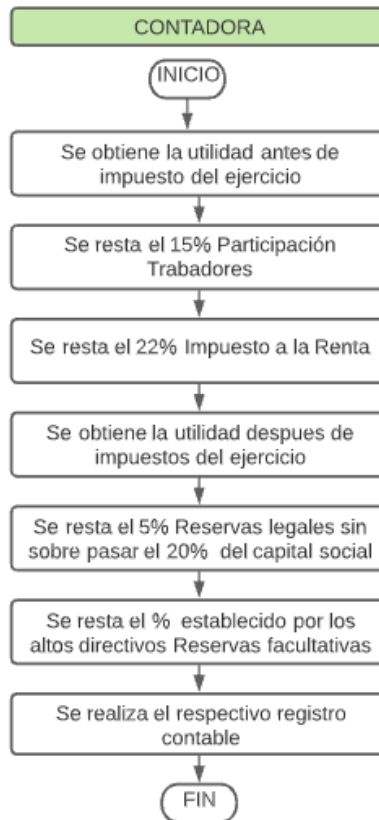 CONTADORA
INICIO
Se obtiene la utilidad antes de
impuesto del ejercicio
Se resta el 15% Participación
Trabadores
Se resta el 22% Impuesto a la Renta
Se obtiene la utilidad despues de
impuestos del ejercicio
Se resta el 5% Reservas legales sin
sobre pasar el 20% del capital social
Se resta el % establecido por los
altos directivos Reservas facultativas
Se realiza el respectivo registro
contable
FIN